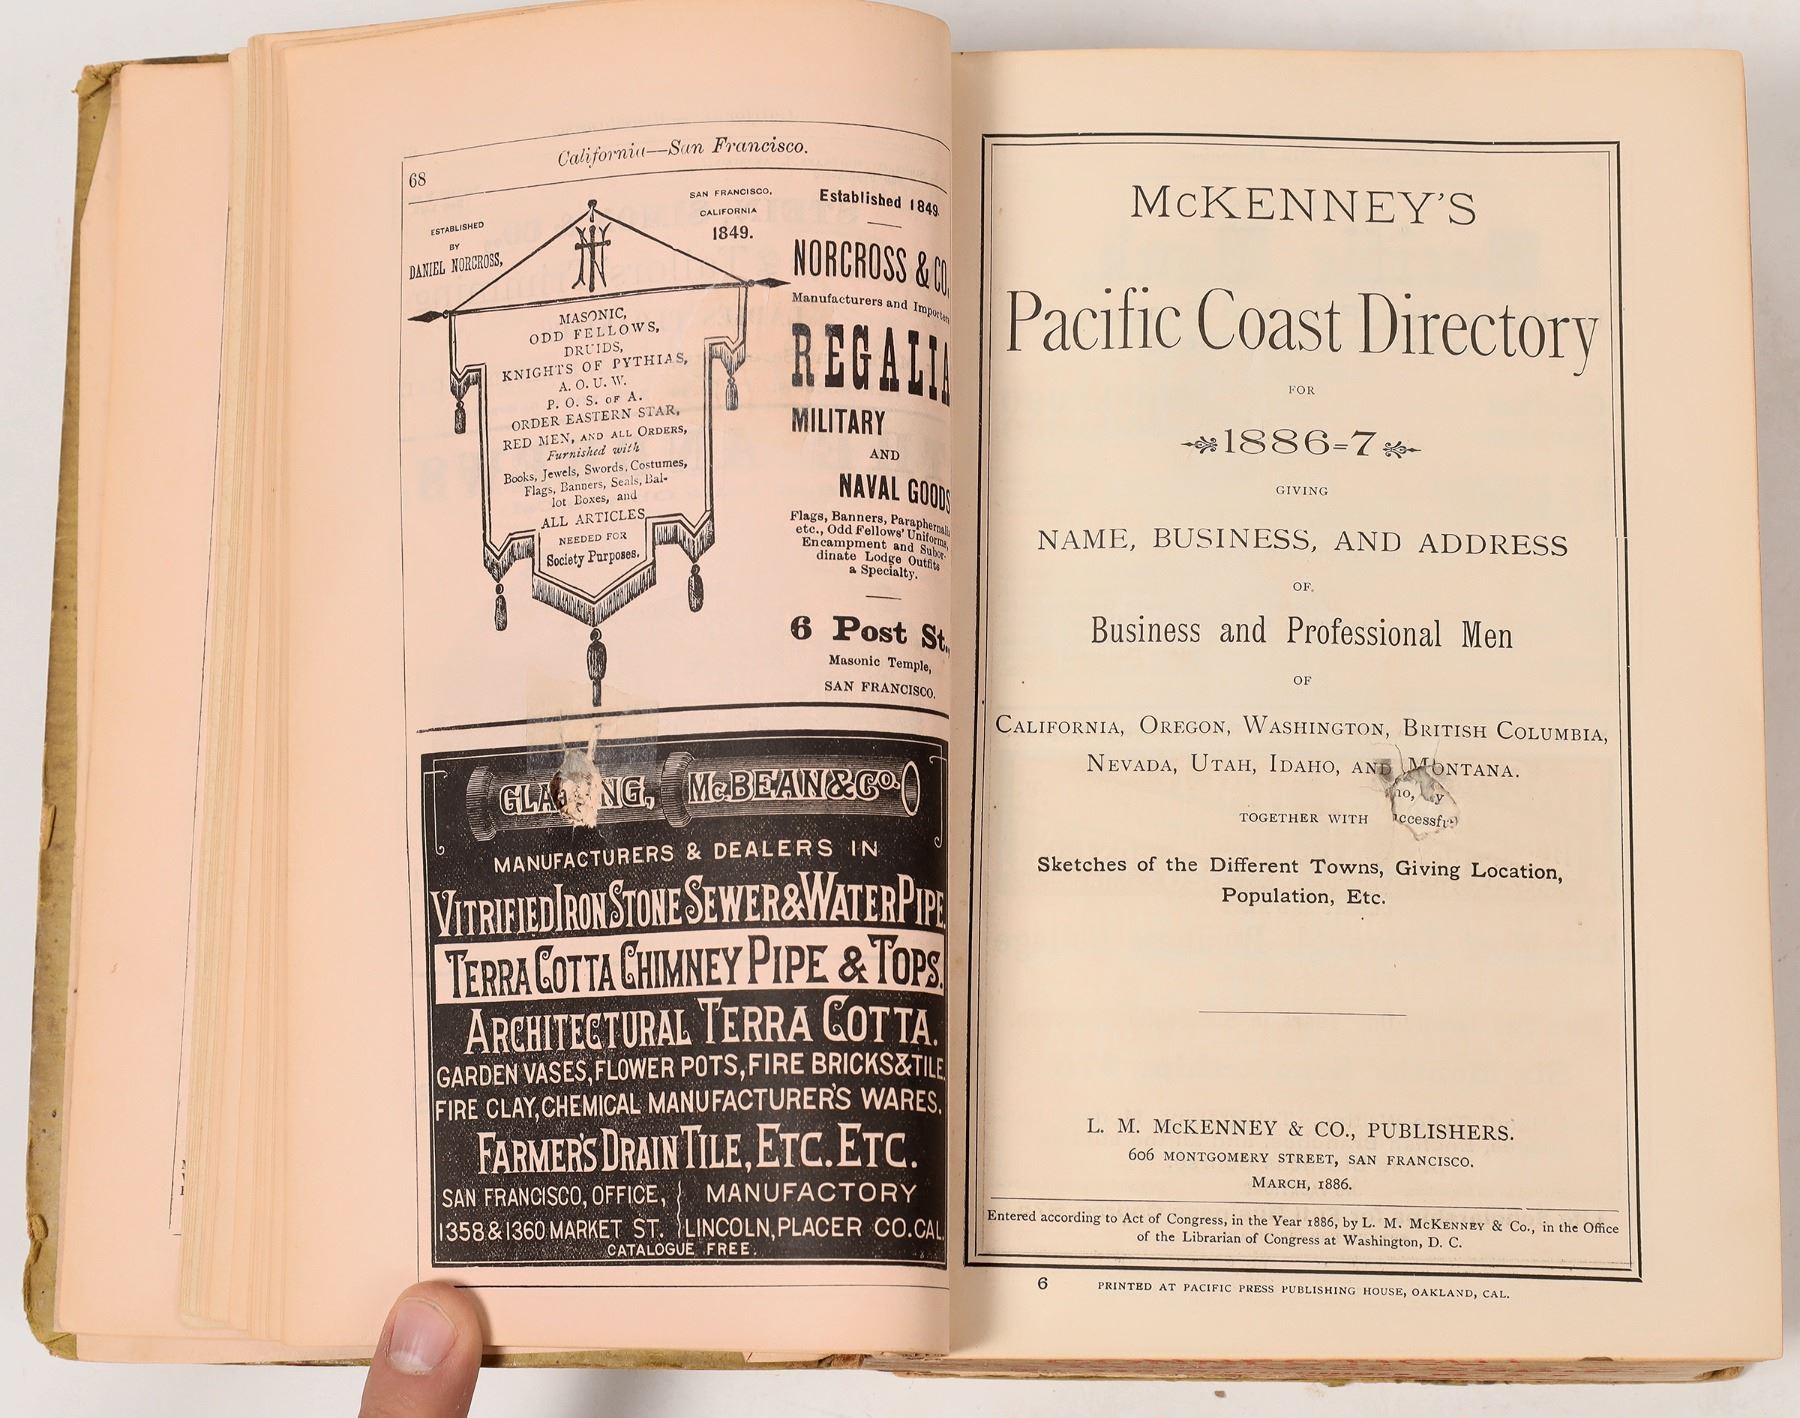 68
California—San Francisco.
ESTABLISHED
BY
DANIEL NORCROSS,
SAN FRANCISCO,
CALIFORNIA
1849.
MASONIC,
ODD FELLOWS,
DRUIDS,
KNIGHTS OF PYTHIAS,
A. O. U. W.
P. O. S. OF A.
ORDER EASTERN STAR,
RED MEN, AND ALL ORDERS,
Furnished with
Books, Jewels, Swords, Costumes,
Flags, Banners, Seals, Bal-
lot Boxes, and
ALL ARTICLES
NEEDED FOR
Society Purposes.
Established 1849.
NORCROSS & CO.,
Manufacturers and Importers
REGALIA
MILITARY
AND
NAVAL GOODS
Flags, Banners, Paraphernalia
etc., Odd Fellows' Uniforms,
Encampment and Subor-
dinate Lodge Outfits
a Specialty.
6 Post St.,
Masonic Temple,
SAN FRANCISCO.
McBEAN & CO.
MANUFACTURERS & DEALERS IN
VITRIFIED IRON STONE SEWER & WATER PIPE.
TERRA COTTA CHIMNEY PIPE & TOPS.
ARCHITECTURAL TERRA COTTA.
GARDEN VASES, FLOWER POTS, FIRE BRICKS & TILE.
FIRE CLAY, CHEMICAL MANUFACTURER'S WARES.
FARMER'S DRAIN TILE, ETC. ETC.
SAN FRANCISCO, OFFICE,
1358 & 1360 MARKET ST.
MANUFACTORY
LINCOLN, PLACER CO. CAL.
CATALOGUE FREE.
McKENNEY'S
Pacific Coast Directory
FOR
1886=7
GIVING
NAME, BUSINESS, AND ADDRESS
OF
Business and Professional Men
OF
CALIFORNIA, OREGON, WASHINGTON, BRITISH COLUMBIA,
NEVADA, UTAH, IDAHO, AND MONTANA.
TOGETHER WITH
Sketches of the Different Towns, Giving Location,
Population, Etc.
L. M. McKENNEY & CO., PUBLISHERS.
606 MONTGOMERY STREET, SAN FRANCISCO.
MARCH, 1886.
Entered according to Act of Congress, in the Year 1886, by L. M. McKENNEY & Co., in the Office
of the Librarian of Congress at Washington, D. C.
6 PRINTED AT PACIFIC PRESS PUBLISHING HOUSE, OAKLAND, CAL.